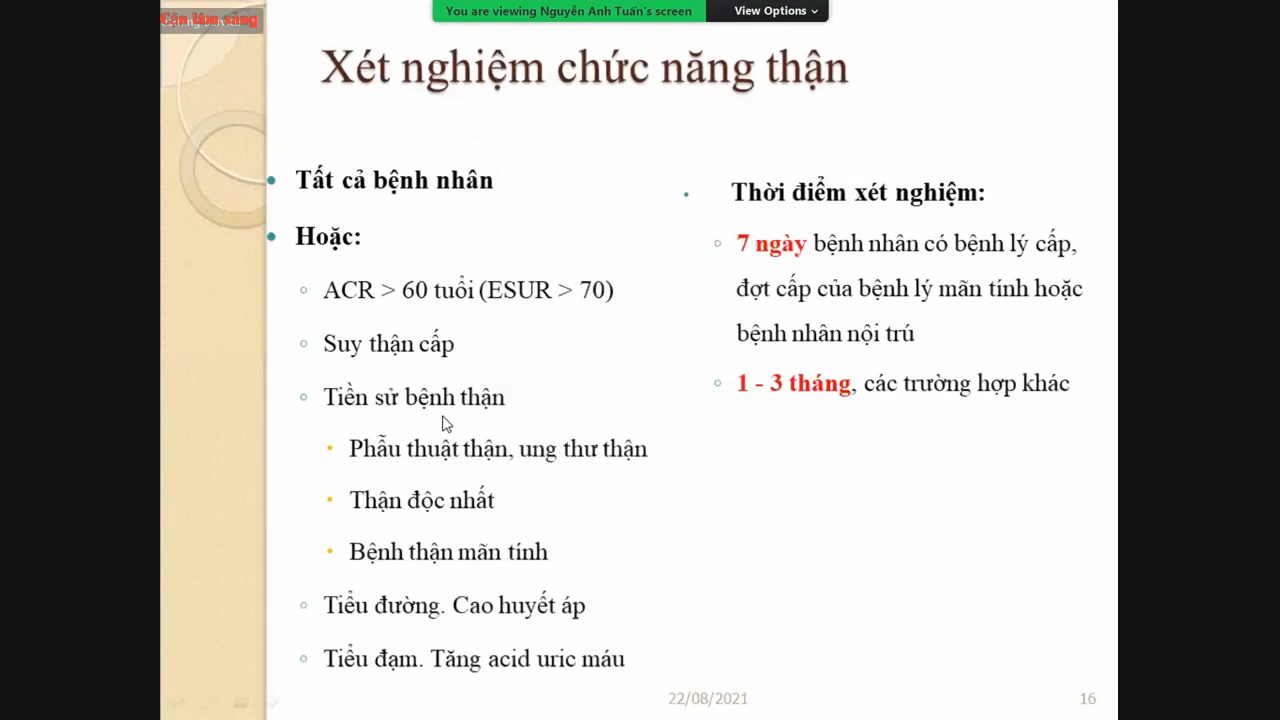 Cận lâm sàng
You are viewing Nguyễn Anh Tuấn's screen
View Options
Xét nghiệm chức năng thận
Tất cả bệnh nhân
Hoặc:
ACR > 60 tuổi (ESUR > 70)
Suy thận cấp
Tiền sử bệnh thận
Phẫu thuật thận, ung thư thận
Thận độc nhất
Bệnh thận mãn tính
Tiểu đường. Cao huyết áp
Tiểu đạm. Tăng acid uric máu
Thời điểm xét nghiệm:
7 ngày bệnh nhân có bệnh lý cấp,
đợt cấp của bệnh lý mãn tính hoặc
bệnh nhân nội trú
1 - 3 tháng, các trường hợp khác
22/08/2021
16